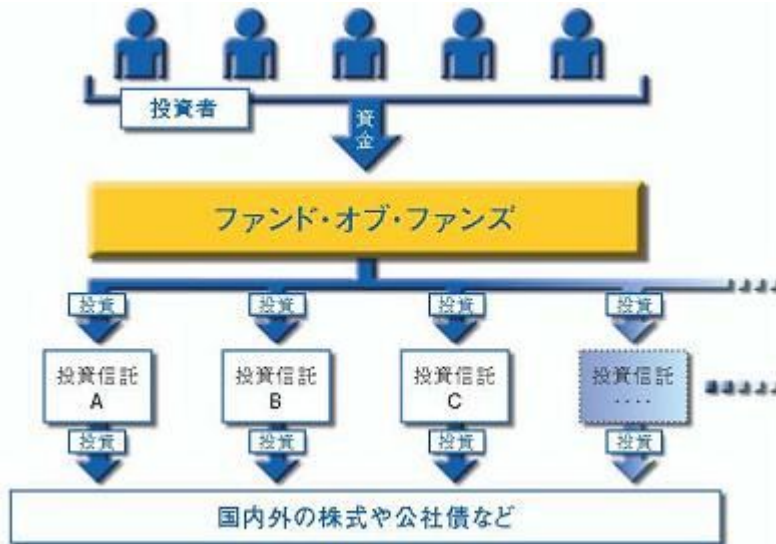 投資者
資金
ファンド・オブ・ファンズ
投資 投資 投資 投資
投資信託 投資信託 投資信託 投資信託
A B C ････
投資 投資 投資 投資
国内外の株式や公社債など